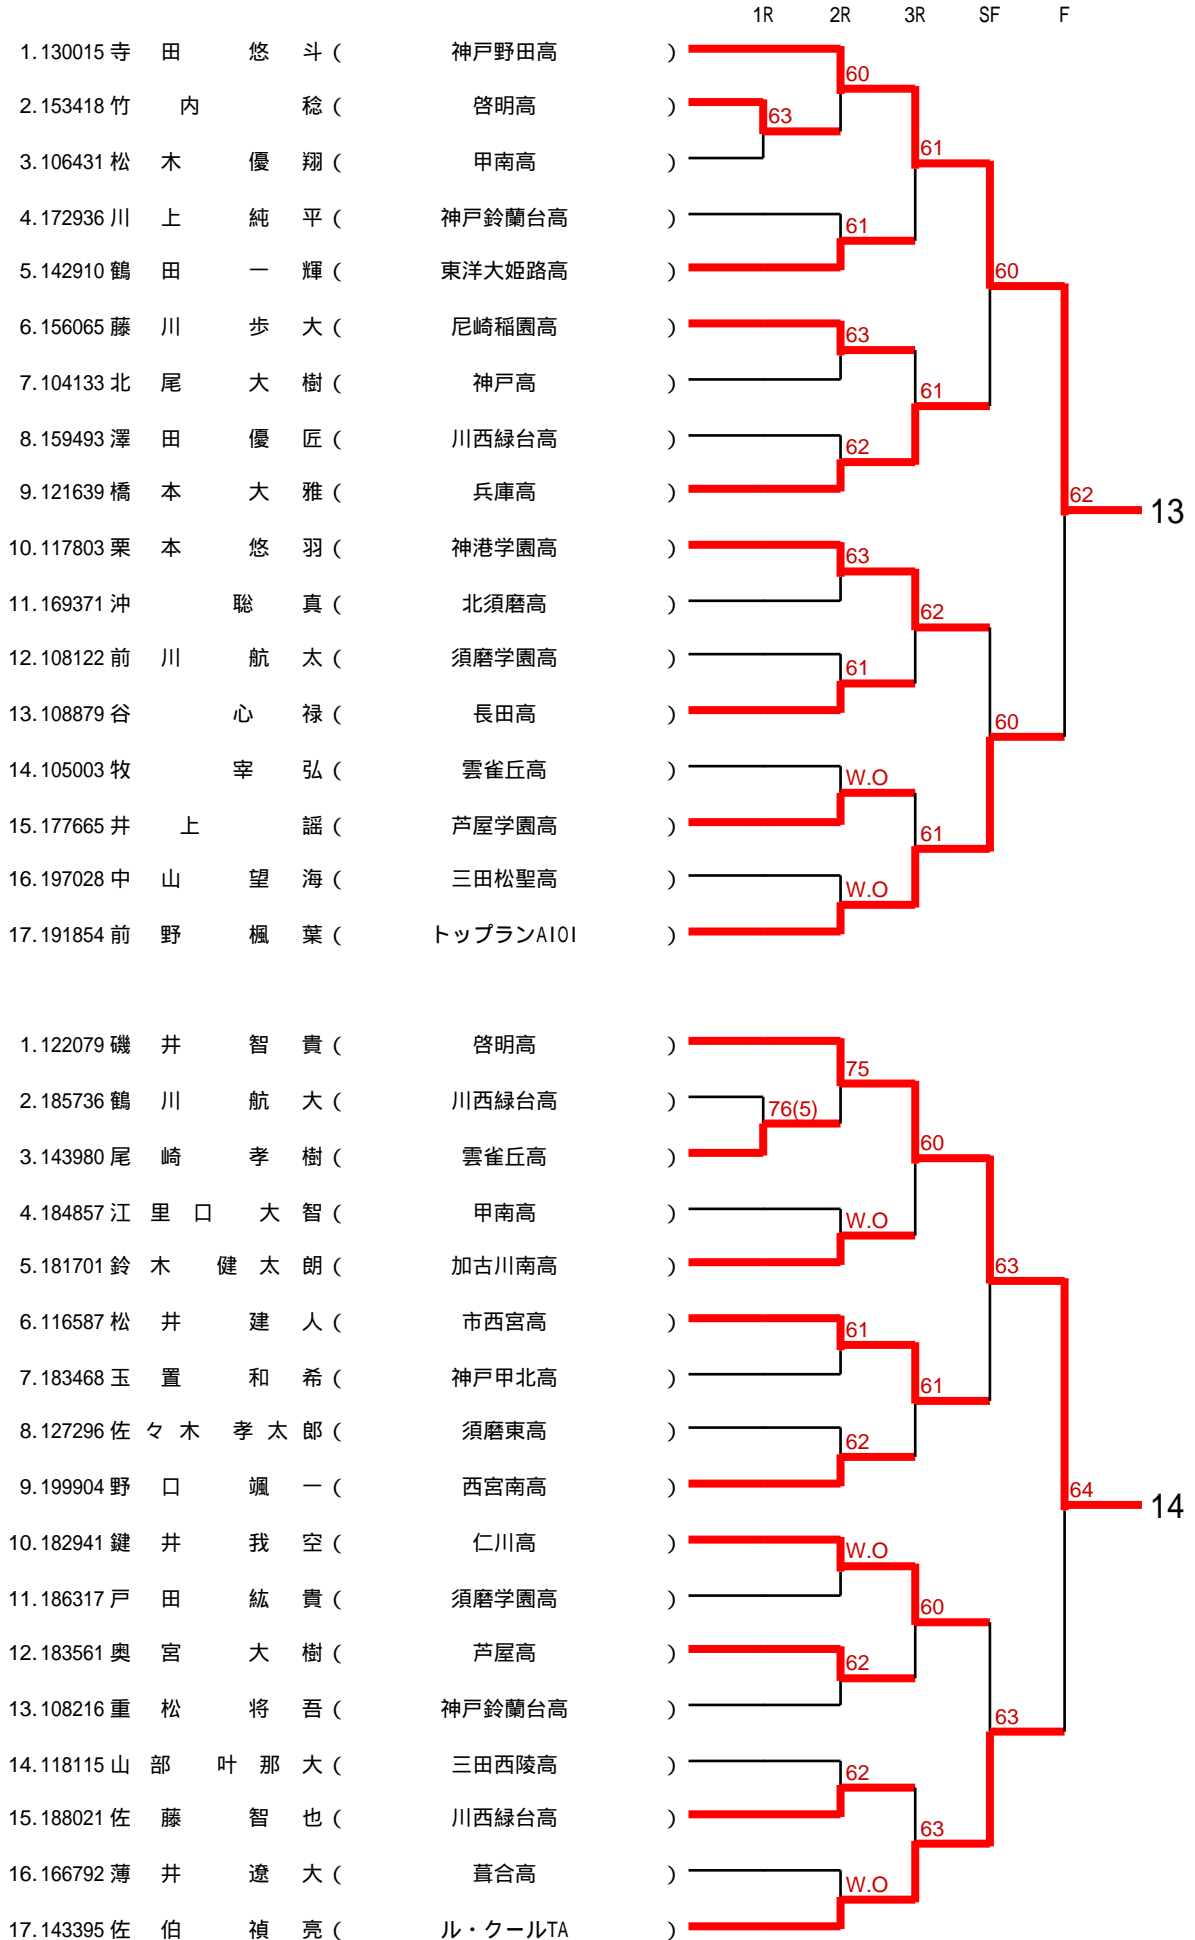 1R 2R 3R SF F
1.130015 寺 田 悠 斗 ( 神戸野田高 )
60
2.153418 竹 内 稔 ( 啓明高 )
63
3.106431 松 木 優 翔 ( 甲南高 )
61
4.172936 川 上 純 平 ( 神戸鈴蘭台高 )
61
5.142910 鶴 田 一 輝 ( 東洋大姫路高 )
60
6.156065 藤 川 歩 大 ( 尼崎稲園高 )
63
7.104133 北 尾 大 樹 ( 神戸高 )
61
8.159493 澤 田 優 匠 ( 川西緑台高 )
62
9.121639 橋 本 大 雅 ( 兵庫高 )
62
13
10.117803 栗 本 悠 羽 ( 神港学園高 )
63
11.169371 沖 聡 真 ( 北須磨高 )
62
12.108122 前 川 航 太 ( 須磨学園高 )
61
13.108879 谷 心 禄 ( 長田高 )
60
14.105003 牧 宰 弘 ( 雲雀丘高 )
W.O
15.177665 井 上 謡 ( 芦屋学園高 )
61
16.197028 中 山 望 海 ( 三田松聖高 )
W.O
17.191854 前 野 楓 葉 ( トップランAIOI )
1.122079 磯 井 智 貴 ( 啓明高 )
75
2.185736 鶴 川 航 大 ( 川西緑台高 )
76(5)
3.143980 尾 崎 孝 樹 ( 雲雀丘高 )
60
4.184857 江 里 口 大 智 ( 甲南高 )
W.O
5.181701 鈴 木 健 太 朗 ( 加古川南高 )
63
6.116587 松 井 建 人 ( 市西宮高 )
61
7.183468 玉 置 和 希 ( 神戸甲北高 )
61
8.127296 佐 々 木 孝 太 郎 ( 須磨東高 )
62
9.199904 野 口 颯 一 ( 西宮南高 )
64
14
10.182941 鍵 井 我 空 ( 仁川高 )
W.O
11.186317 戸 田 紘 貴 ( 須磨学園高 )
60
12.183561 奥 宮 大 樹 ( 芦屋高 )
62
13.108216 重 松 将 吾 ( 神戸鈴蘭台高 )
63
14.118115 山 部 叶 那 大 ( 三田西陵高 )
62
15.188021 佐 藤 智 也 ( 川西緑台高 )
63
16.166792 薄 井 遼 大 ( 葺合高 )
W.O
17.143395 佐 伯 禎 亮 ( ル・クールTA )